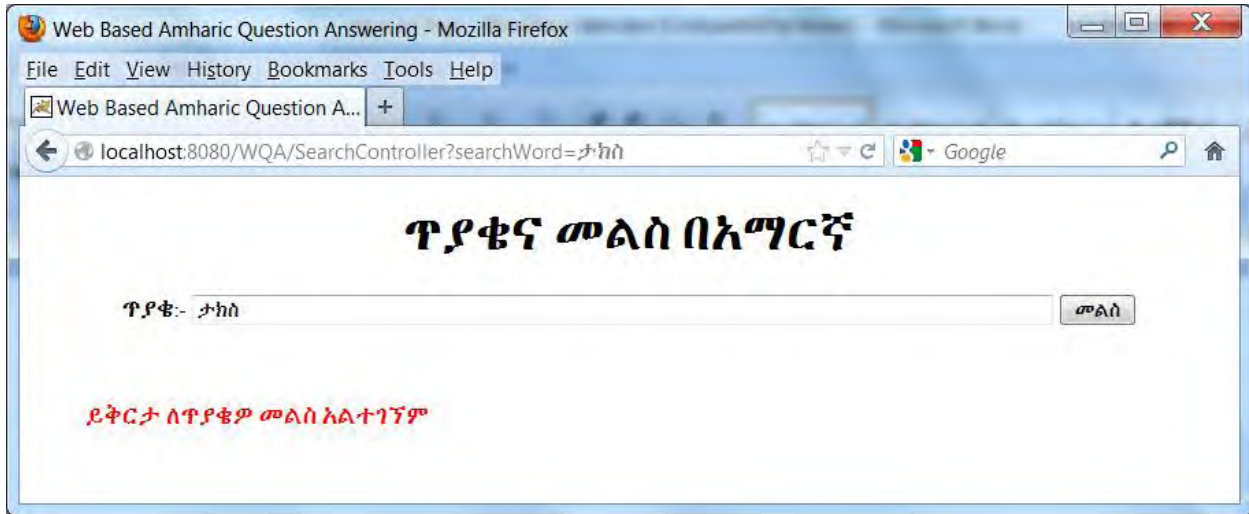 Web Based Amharic Question Answering - Mozilla Firefox
File Edit View History Bookmarks Tools Help
Web Based Amharic Question A... +
localhost:8080/WQA/SearchController?searchWord=ታክስ Google
ጥያቄና መልስ በአማርኛ
ጥያቄ:- ታክስ መልስ
ይቅርታ ለጥያቄዎ መልስ አልተገኘም